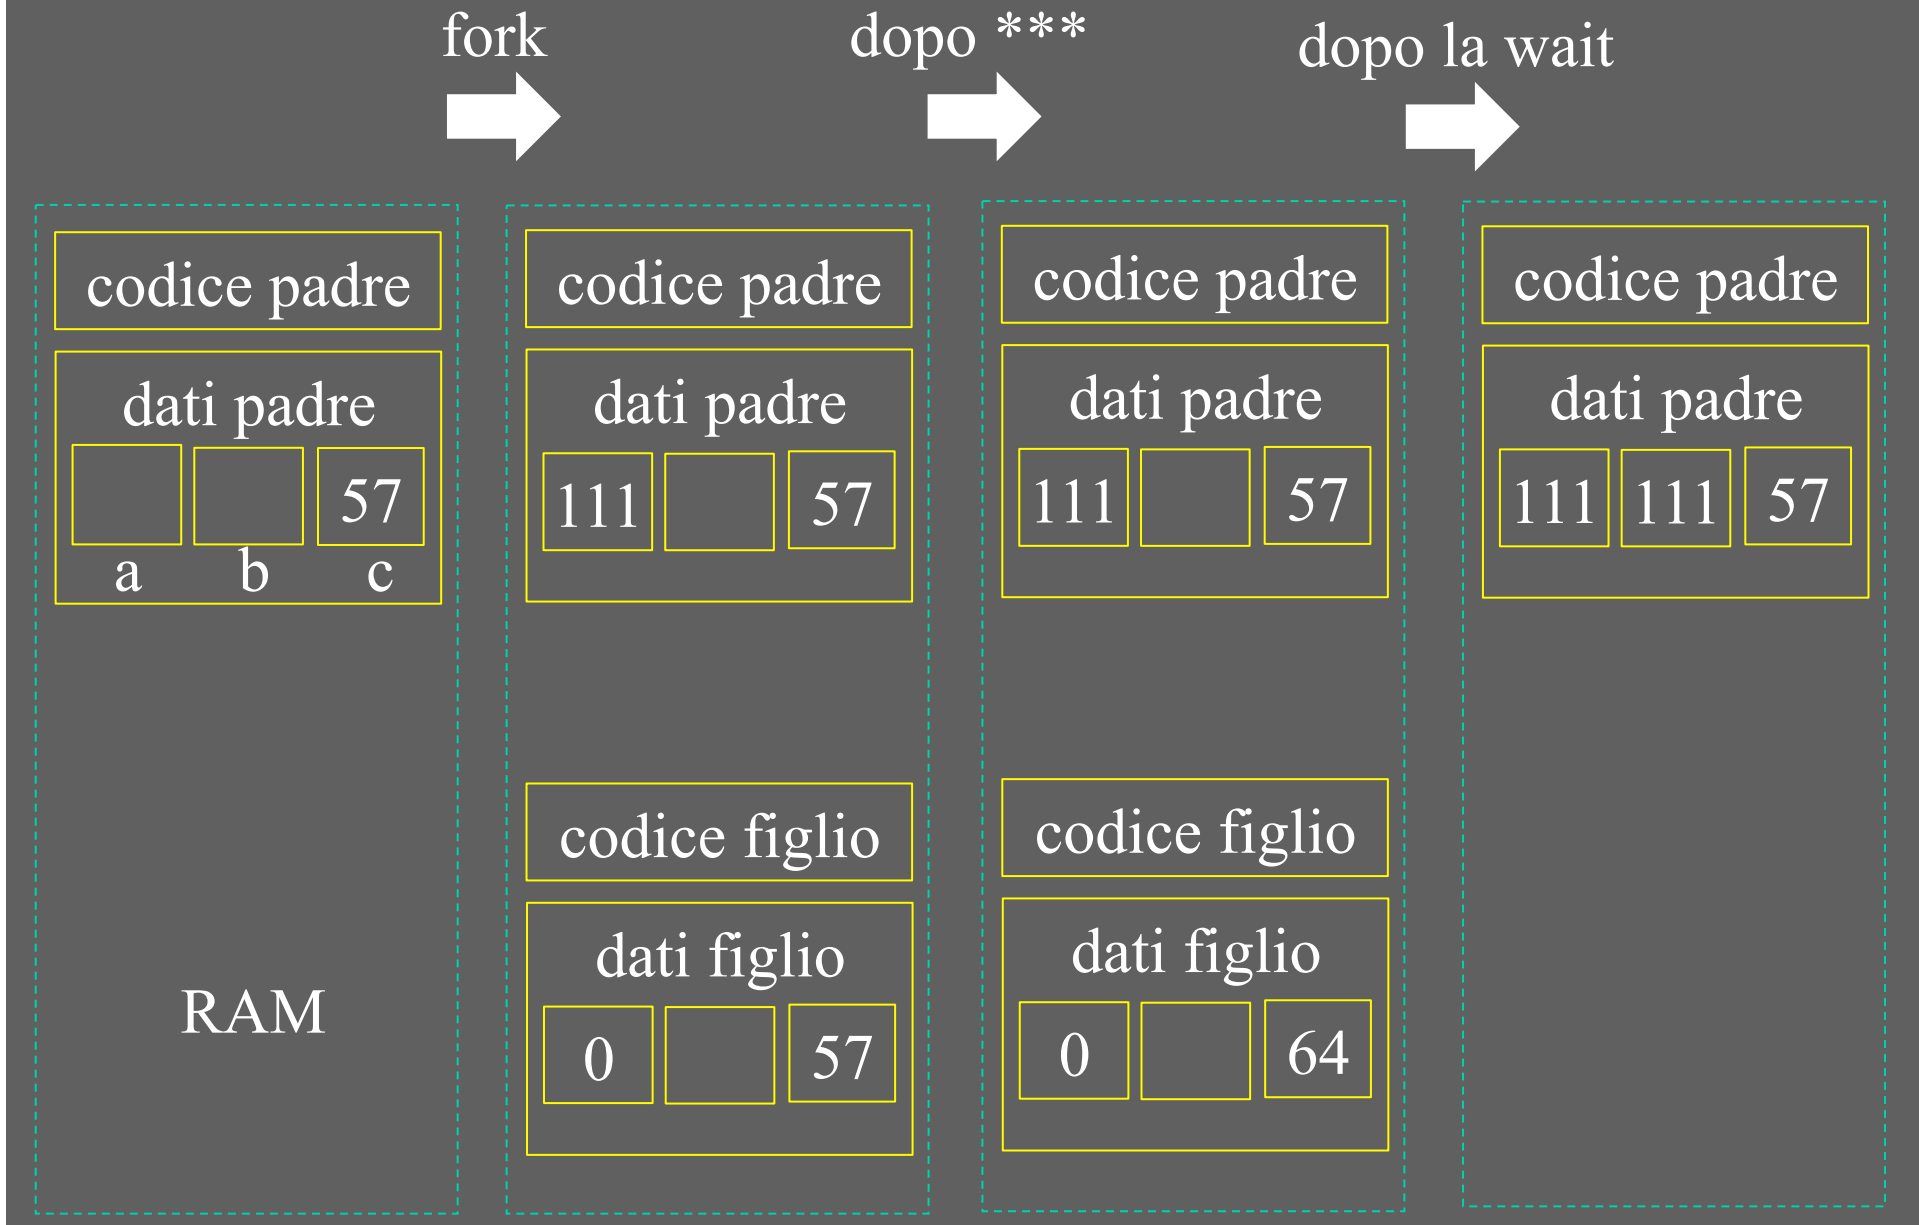 fork
dopo ***
dopo la wait
codice padre
dati padre
57
a b c
RAM
codice padre
dati padre
111 57
codice figlio
dati figlio
0 57
codice padre
dati padre
111 57
codice figlio
dati figlio
0 64
codice padre
dati padre
111 111 57